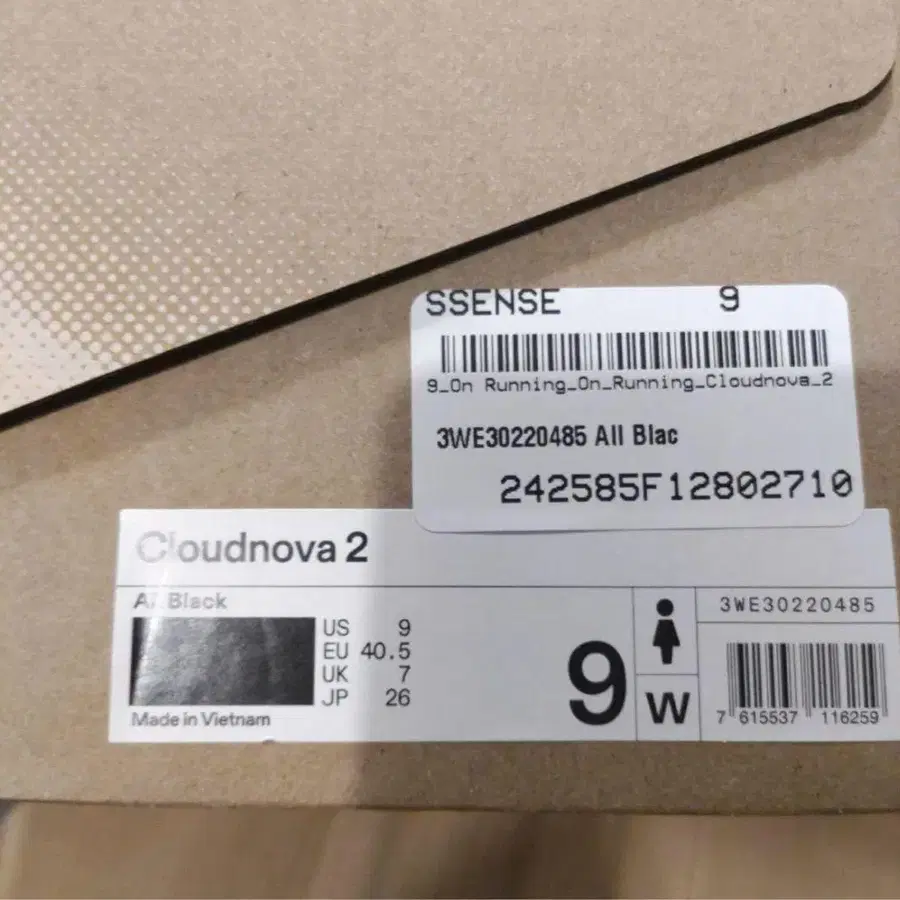 SSENSE 9
9_On Running_On_Running_Cloudnova_2
3WE30220485 All Blac
242585F12802710
Cloudnova 2
All Black
US 9
EU 40.5
UK 7
JP 26
Made in Vietnam
9
W
3WE30220485
7 615537 116259